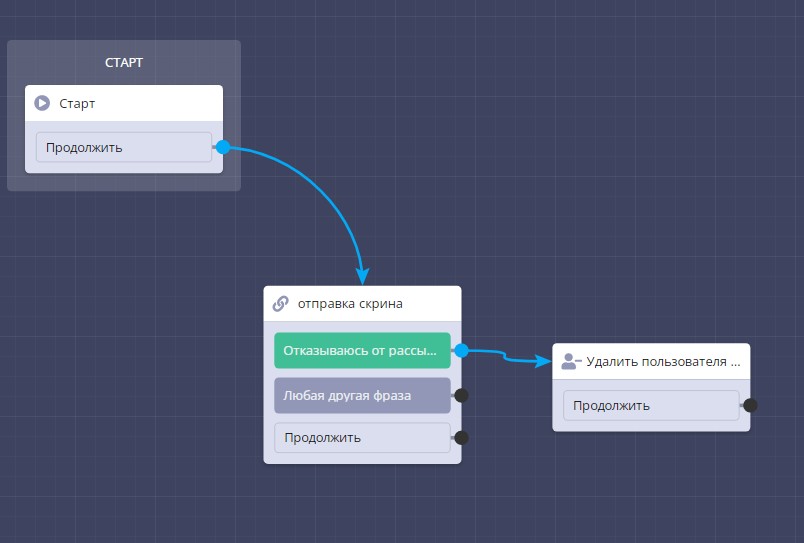 СТАРТ
Старт
Продолжить
отправка скрина
Отказываюсь от рассы...
Любая другая фраза
Продолжить
Удалить пользователя ...
Продолжить